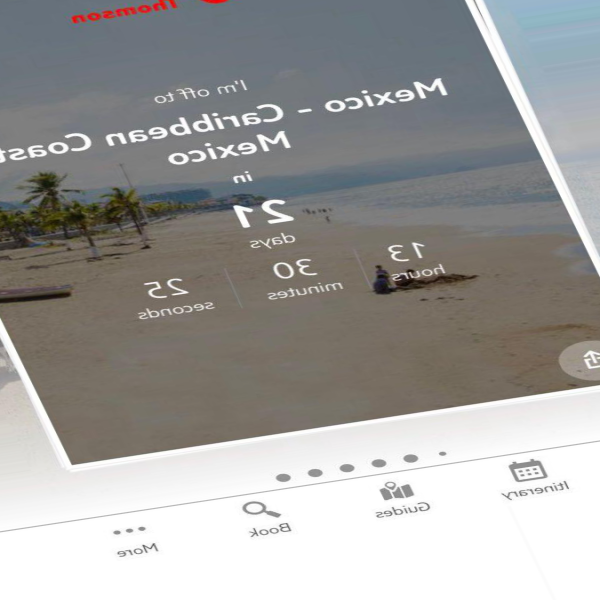 Thomson
I'm off to
Mexico - Caribbean Coast
Mexico
in
21
days
13 30 25
hours minutes seconds
Itinerary Guides Book More